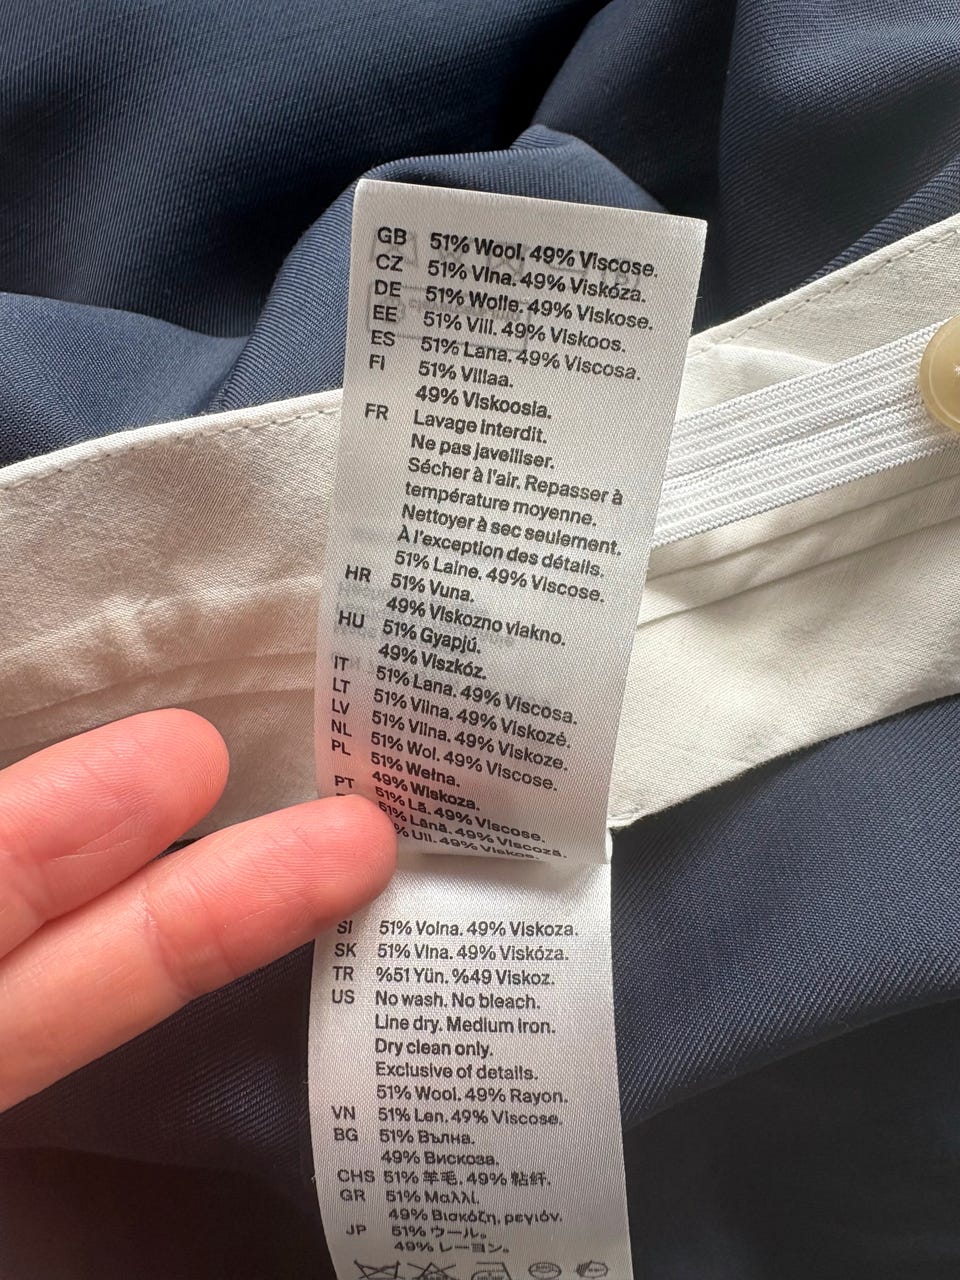 GB 51% Wool. 49% Viscose.
CZ 51% Vlna. 49% Viskóza.
DE 51% Wolle. 49% Viskose.
EE 51% Vill. 49% Viskoos.
ES 51% Lana. 49% Viscosa.
FI 51% Villaa.
49% Viskoosia.
FR Lavage interdit.
Ne pas javelliser.
Sécher à l'air. Repasser à
température moyenne.
Nettoyer à sec seulement.
À l'exception des détails.
51% Laine. 49% Viscose.
HR 51% Vuna.
49% Viskozno vlakno.
HU 51% Gyapjú.
49% Viszkóz.
IT 51% Lana. 49% Viscosa.
LT 51% Vilna. 49% Viskozė.
LV 51% Vilna. 49% Viskoze.
NL 51% Wol. 49% Viscose.
PL 51% Wełna.
49% Wiskoza.
PT 51% Lã. 49% Viscose.
51% Lână. 49% Viscoză.
% Ull. 49% Viskos.
SI 51% Volna. 49% Viskoza.
SK 51% Vlna. 49% Viskóza.
TR %51 Yün. %49 Viskoz.
US No wash. No bleach.
Line dry. Medium iron.
Dry clean only.
Exclusive of details.
51% Wool. 49% Rayon.
VN 51% Len. 49% Viscose.
BG 51% Вълна.
49% Вискоза.
CHS 51% 羊毛. 49% 粘纤.
GR 51% Μαλλί.
49% Βισκόζη, ρεγιόν.
JP 51% ウール。
49% レーヨン。